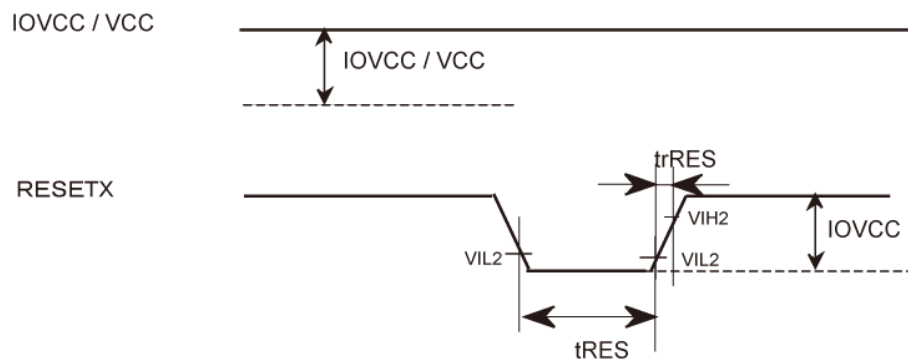 IOVCC / VCC
IOVCC / VCC
trRES
RESETX
VIH2
IOVCC
VIL2
VIL2
tRES